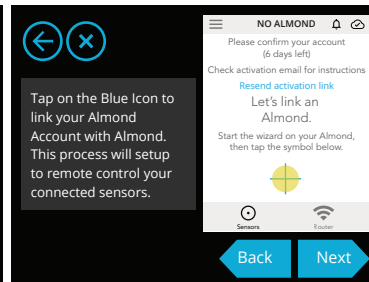 Tap on the Blue Icon to
link your Almond
Account with Almond.
This process will setup
to remote control your
connected sensors.
NO ALMOND
Please confirm your account
(6 days left)
Check activation email for instructions
Resend activation link
Let's link an
Almond.
Start the wizard on your Almond,
then tap the symbol below.
Sensors
Router
Back
Next